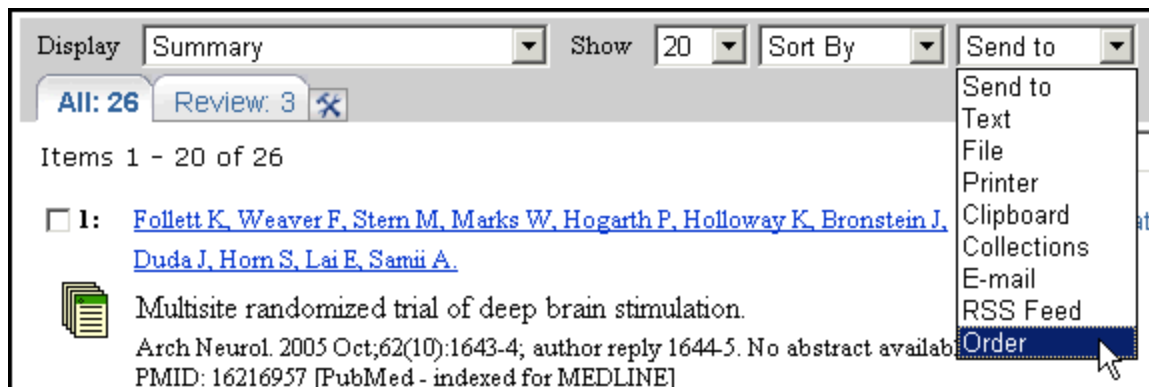 Display Summary Show 20 Sort By Send to
All: 26 Review: 3
Send to
Text
File
Printer
Clipboard
Collections
E-mail
RSS Feed
Order
Items 1 - 20 of 26
1: Follett K, Weaver F, Stern M, Marks W, Hogarth P, Holloway K, Bronstein J,
Duda J, Horn S, Lai E, Samii A.
Multisite randomized trial of deep brain stimulation.
Arch Neurol. 2005 Oct;62(10):1643-4; author reply 1644-5. No abstract
PMID: 16216957 [PubMed - indexed for MEDLINE]